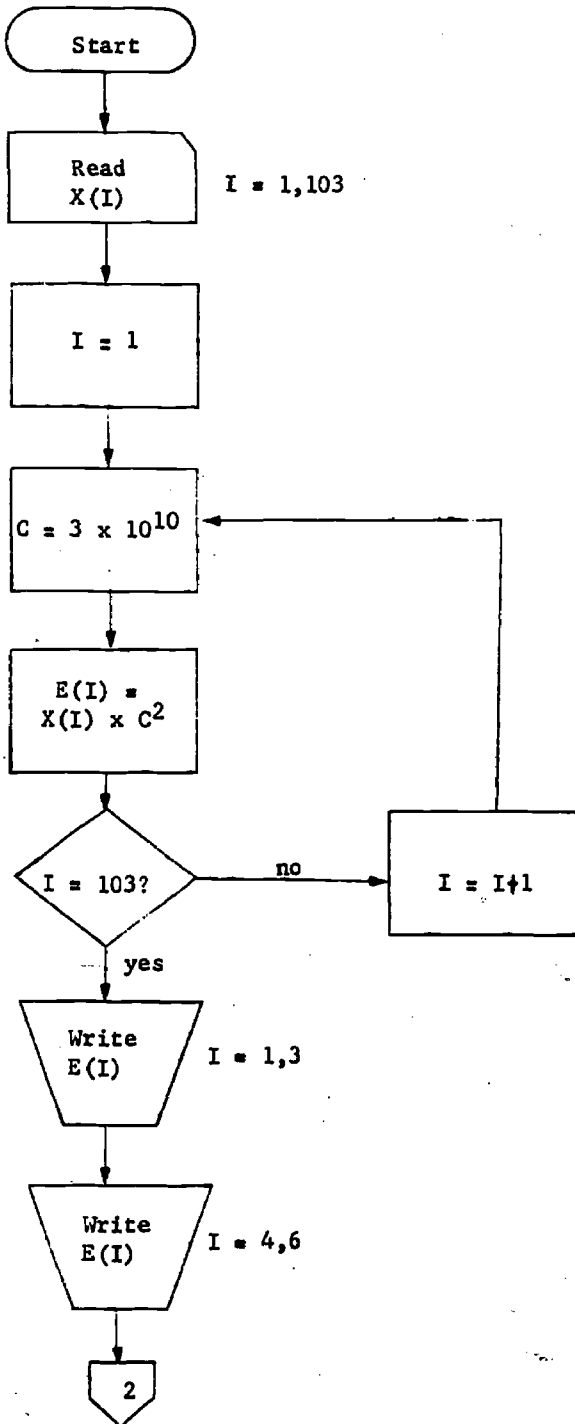 Start
Read
X(I)
I = 1,103
I = 1
C = 3 x 10^10
E(I) =
X(I) x C^2
I = 103?
no
I = I+1
yes
Write
E(I)
I = 1,3
Write
E(I)
I = 4,6
2